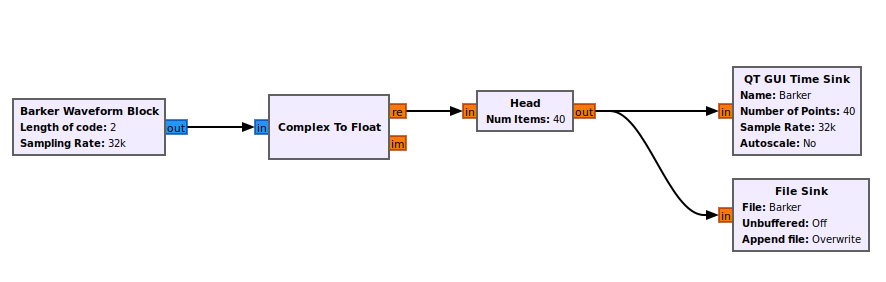 Barker Waveform Block
Length of code: 2
Sampling Rate: 32k
out
in
Complex To Float
re
im
in
Head
Num Items: 40
out
in
QT GUI Time Sink
Name: Barker
Number of Points: 40
Sample Rate: 32k
Autoscale: No
in
File Sink
File: Barker
Unbuffered: Off
Append file: Overwrite